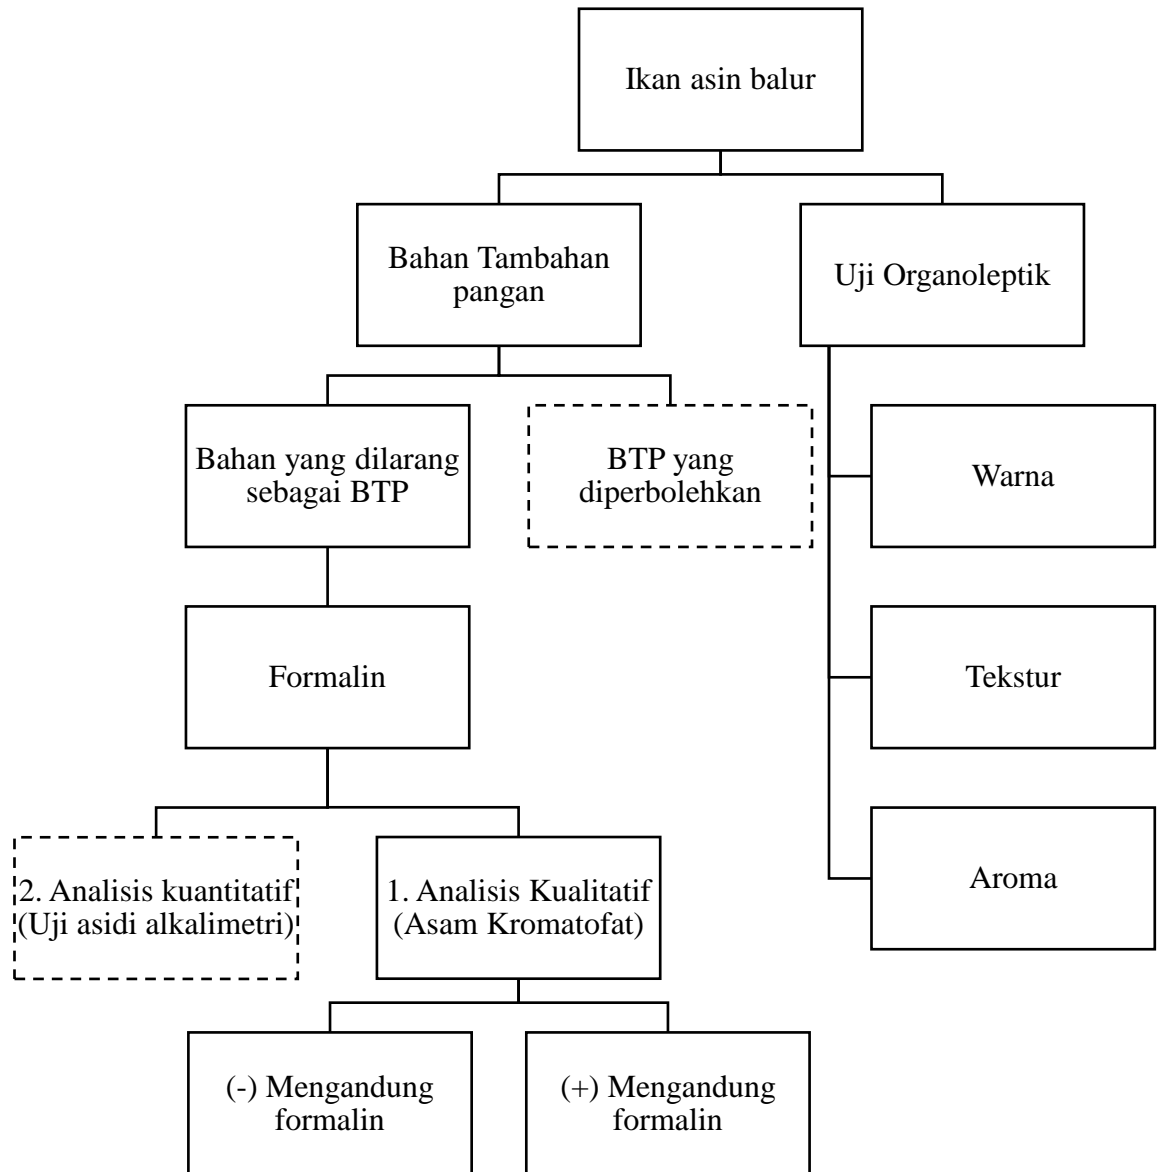 Ikan asin balur
Bahan Tambahan
pangan
Uji Organoleptik
Bahan yang dilarang
sebagai BTP
BTP yang
diperbolehkan
Warna
Formalin
Tekstur
2. Analisis kuantitatif
(Uji asidi alkalimetri)
1. Analisis Kualitatif
(Asam Kromatofat)
Aroma
(-) Mengandung
formalin
(+) Mengandung
formalin